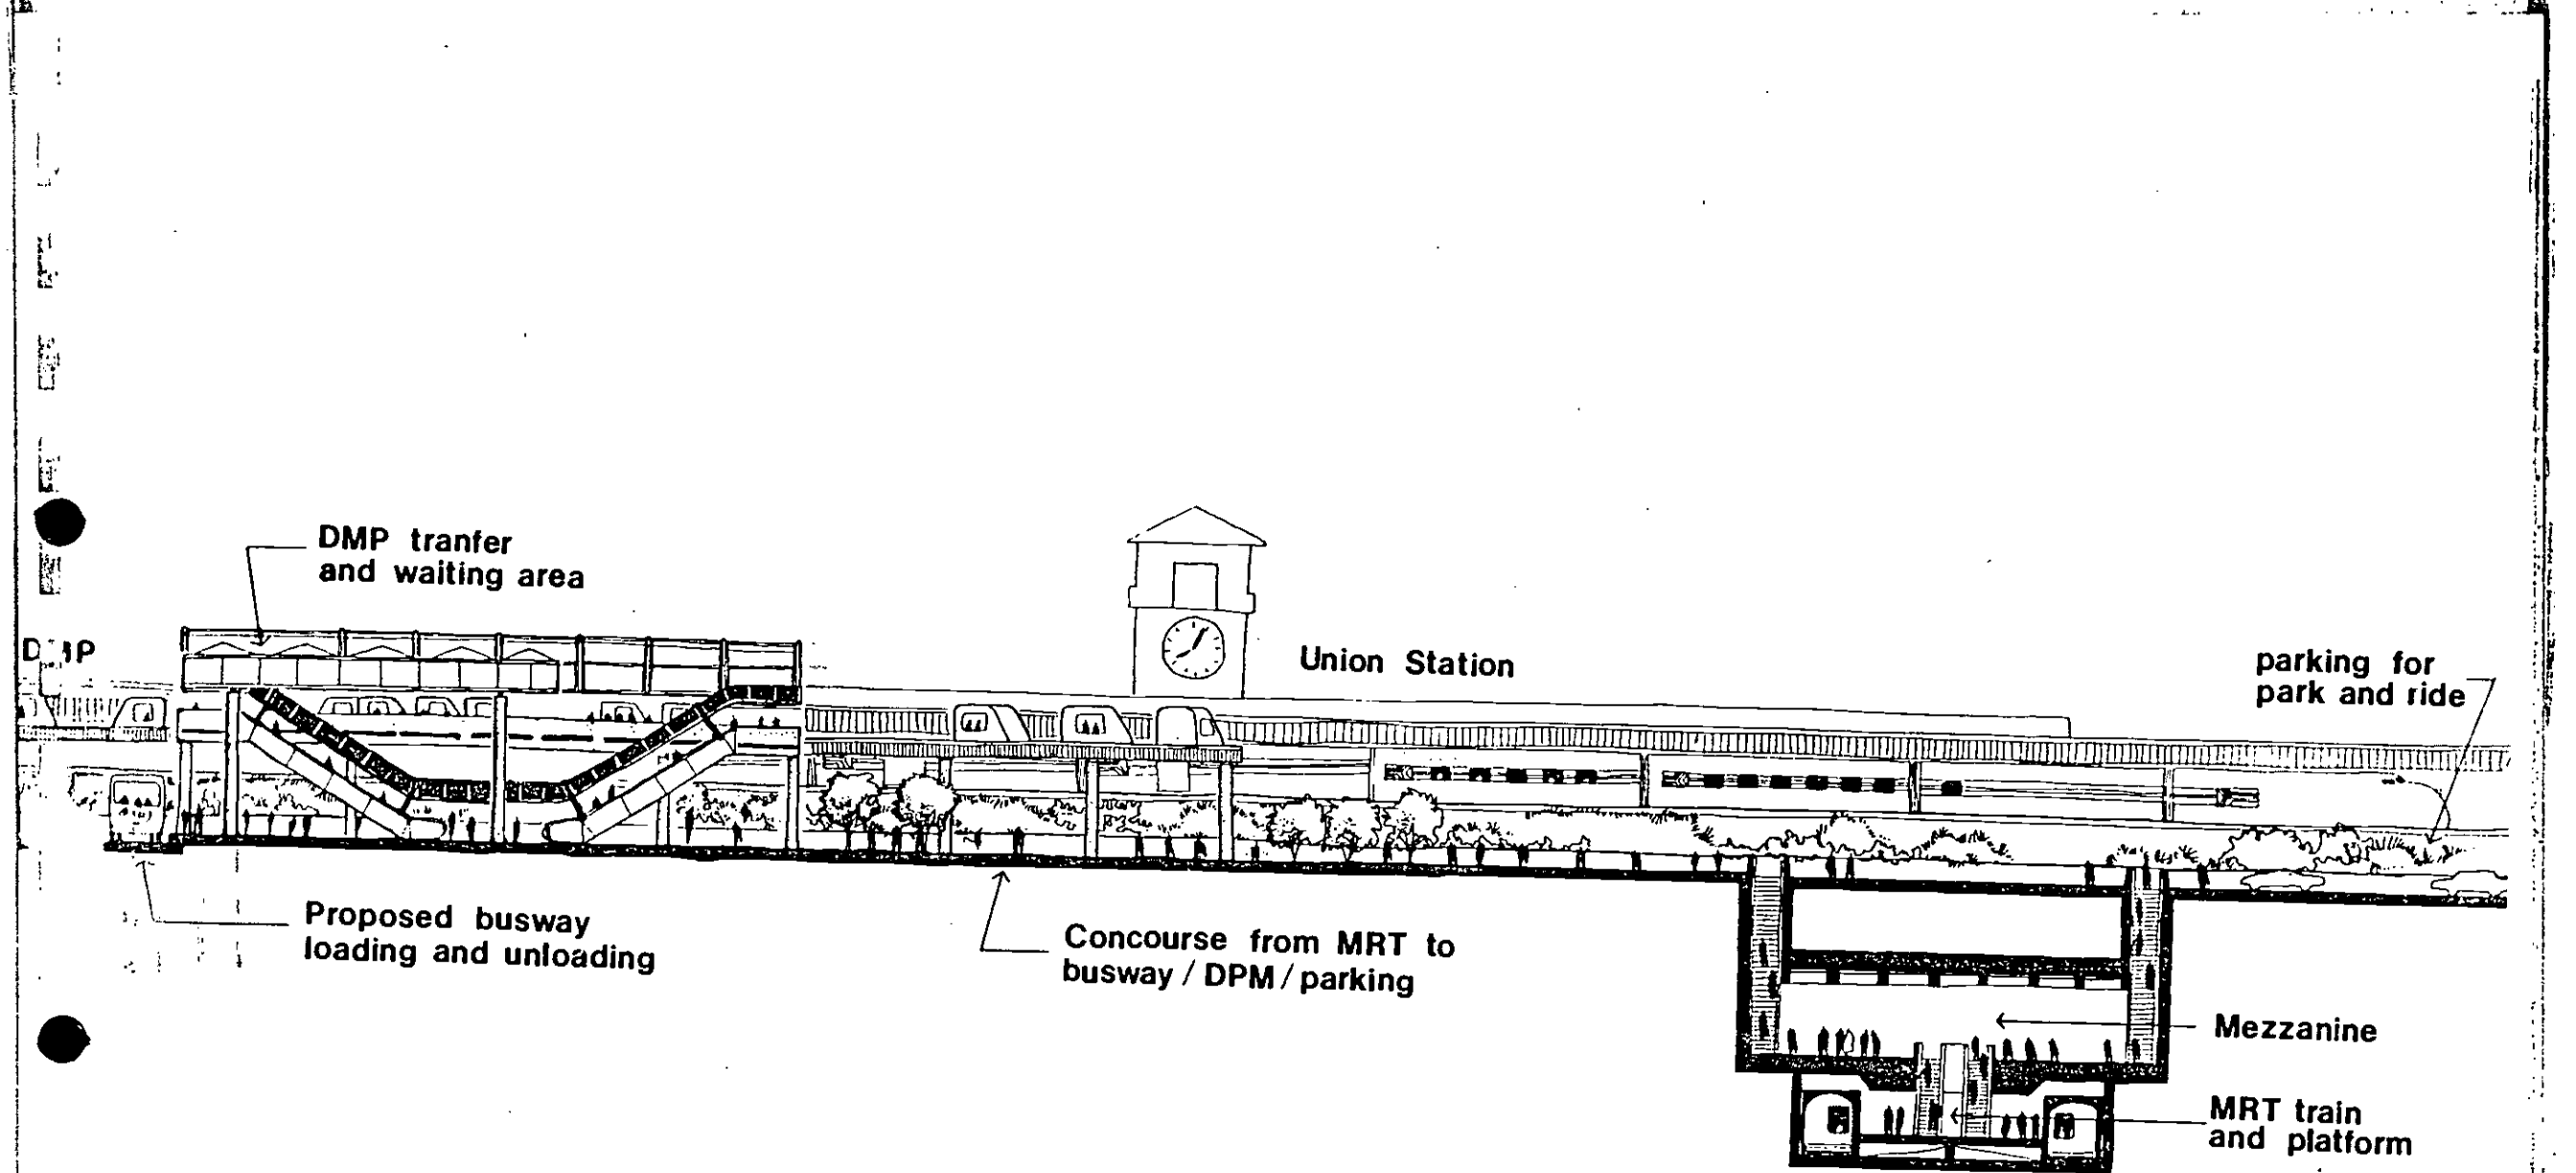 DMP tranfer
and waiting area
Union Station
parking for
park and ride
Proposed busway
loading and unloading
Concourse from MRT to
busway / DPM / parking
Mezzanine
MRT train
and platform